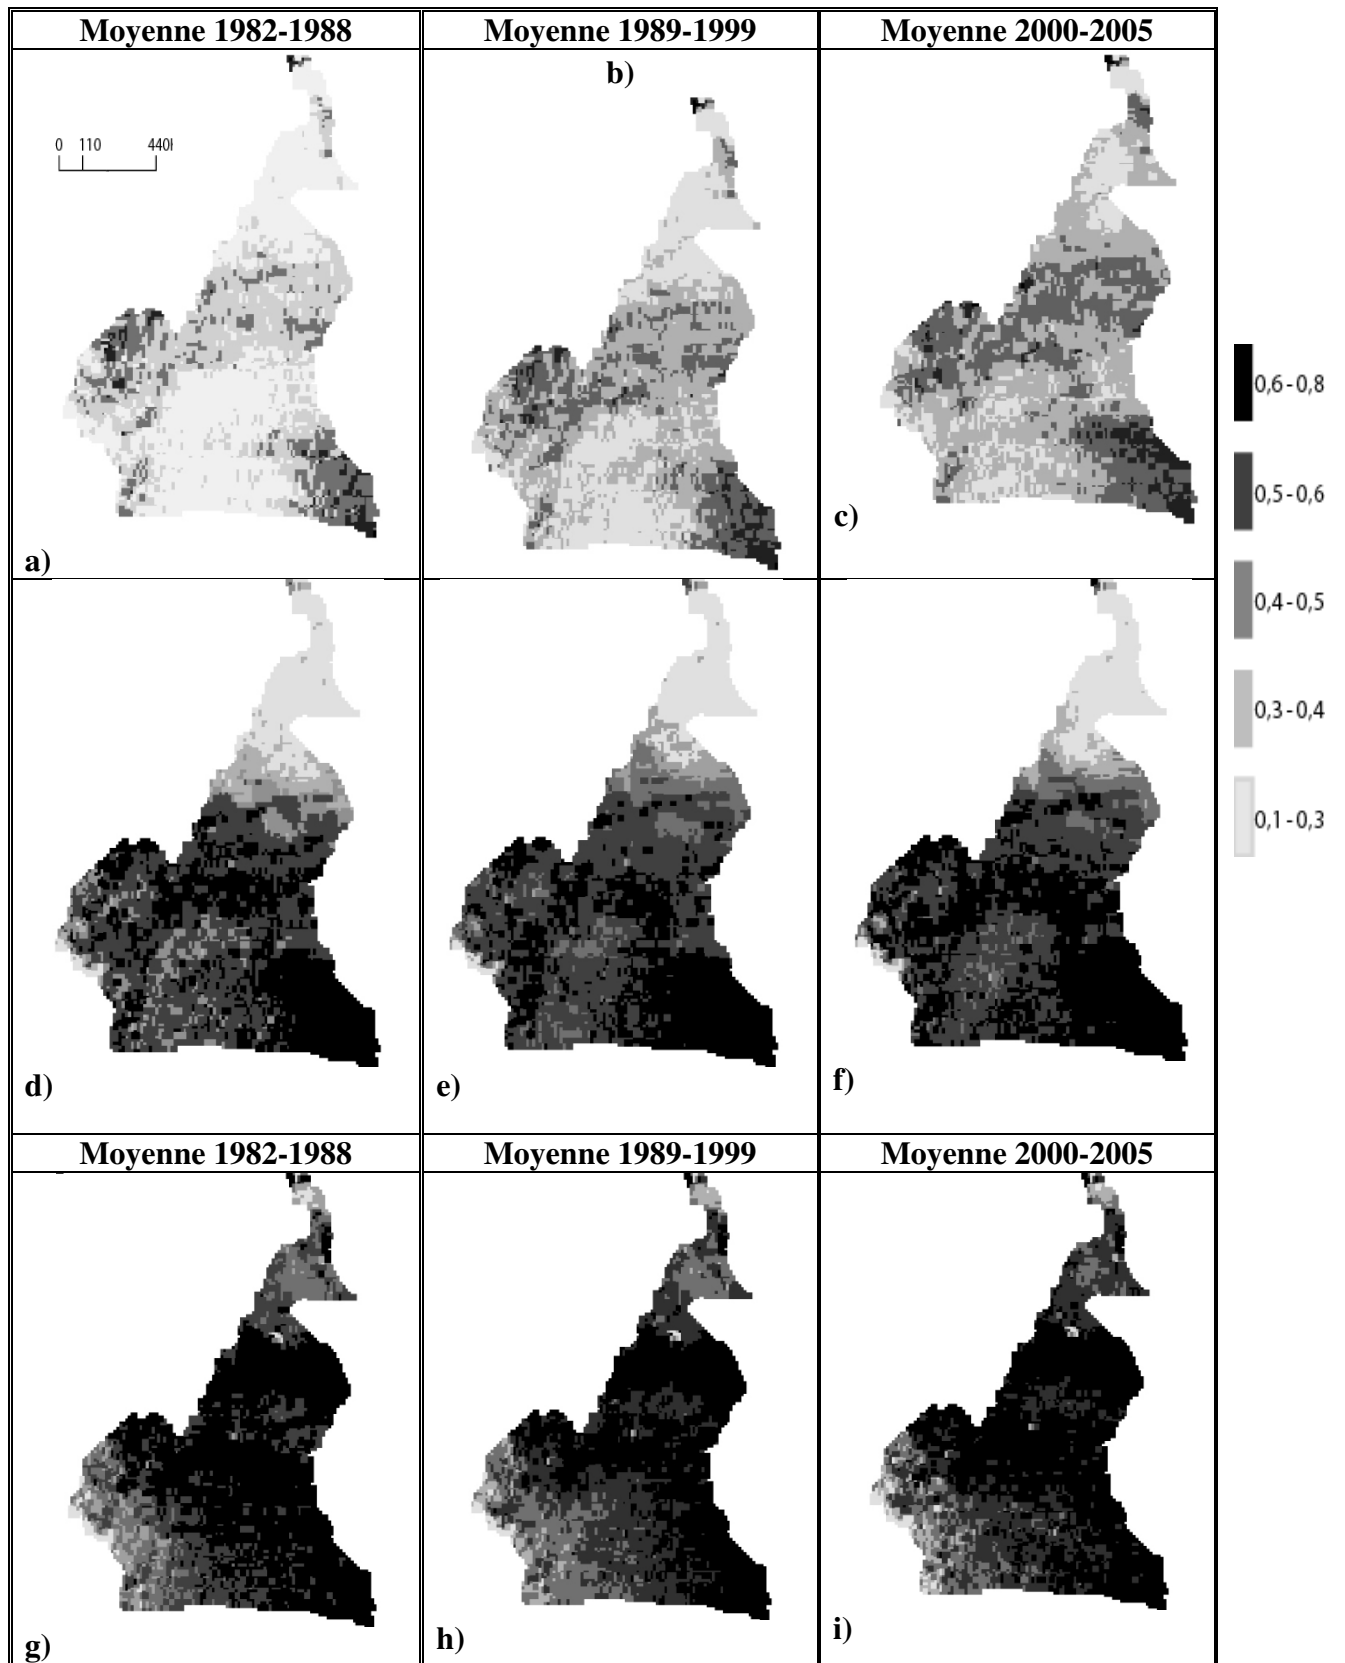 Moyenne 1982-1988 Moyenne 1989-1999 Moyenne 2000-2005
b)
0 110 440
0,6-0,8
0,5-0,6
c)
a)
0,4-0,5
0,3-0,4
0,1-0,3
d) e) f)
Moyenne 1982-1988 Moyenne 1989-1999 Moyenne 2000-2005
g) h) i)